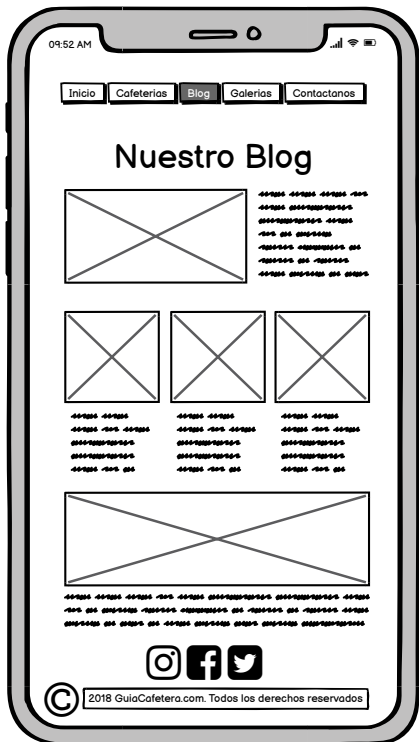 09:52 AM
Inicio Cafeterias Blog Galerias Contactanos
Nuestro Blog
© 2018 GuiaCafetera.com. Todos los derechos reservados